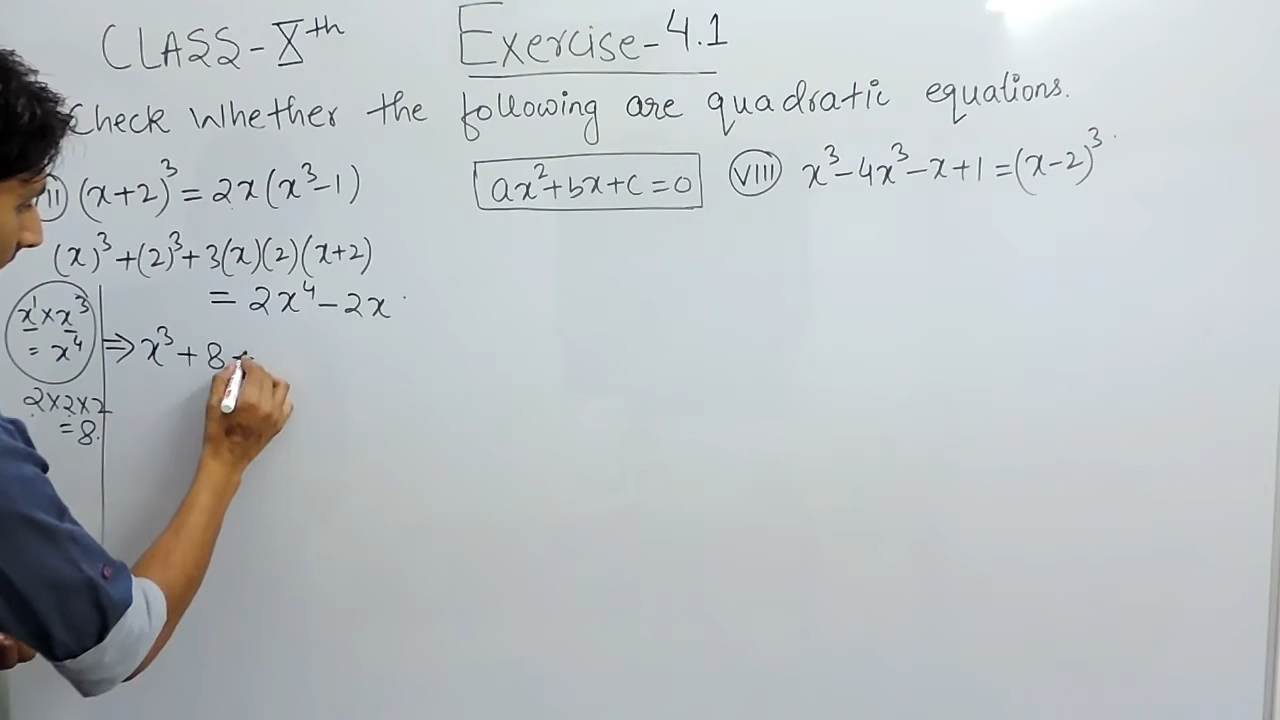 CLASS-Xth
Exercise-4.1
Check whether the following are quadratic equations.
(x+2)³ = 2x(x³-1)
(x)³+(2)³+3(x)(2)(x+2)
= 2x⁴-2x
x¹×x³
= x⁴
2×2×2
=8
⇒ x³+8+
ax²+bx+c=0
VIII x³-4x³-x+1=(x-2)³